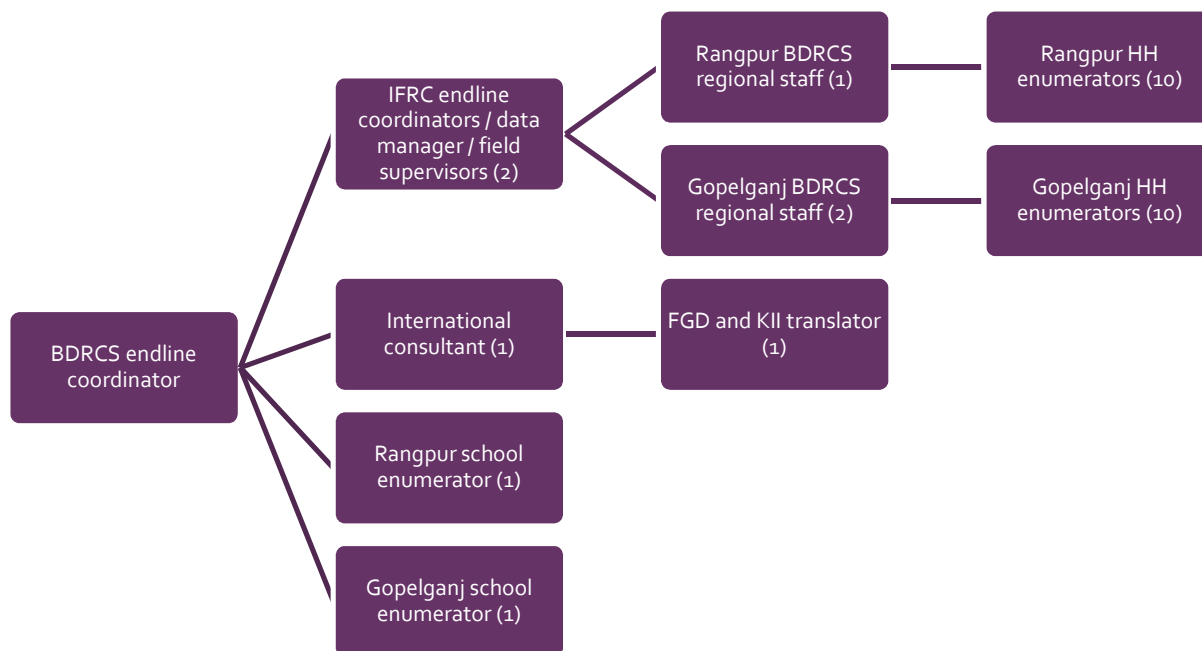 Rangpur BDRCS
regional staff (1)
Rangpur HH
enumerators (10)
IFRC endline
coordinators / data
manager / field
supervisors (2)
Gopelganj BDRCS
regional staff (2)
Gopelganj HH
enumerators (10)
BDRCS endline
coordinator
International
consultant (1)
FGD and KII translator
(1)
Rangpur school
enumerator (1)
Gopelganj school
enumerator (1)